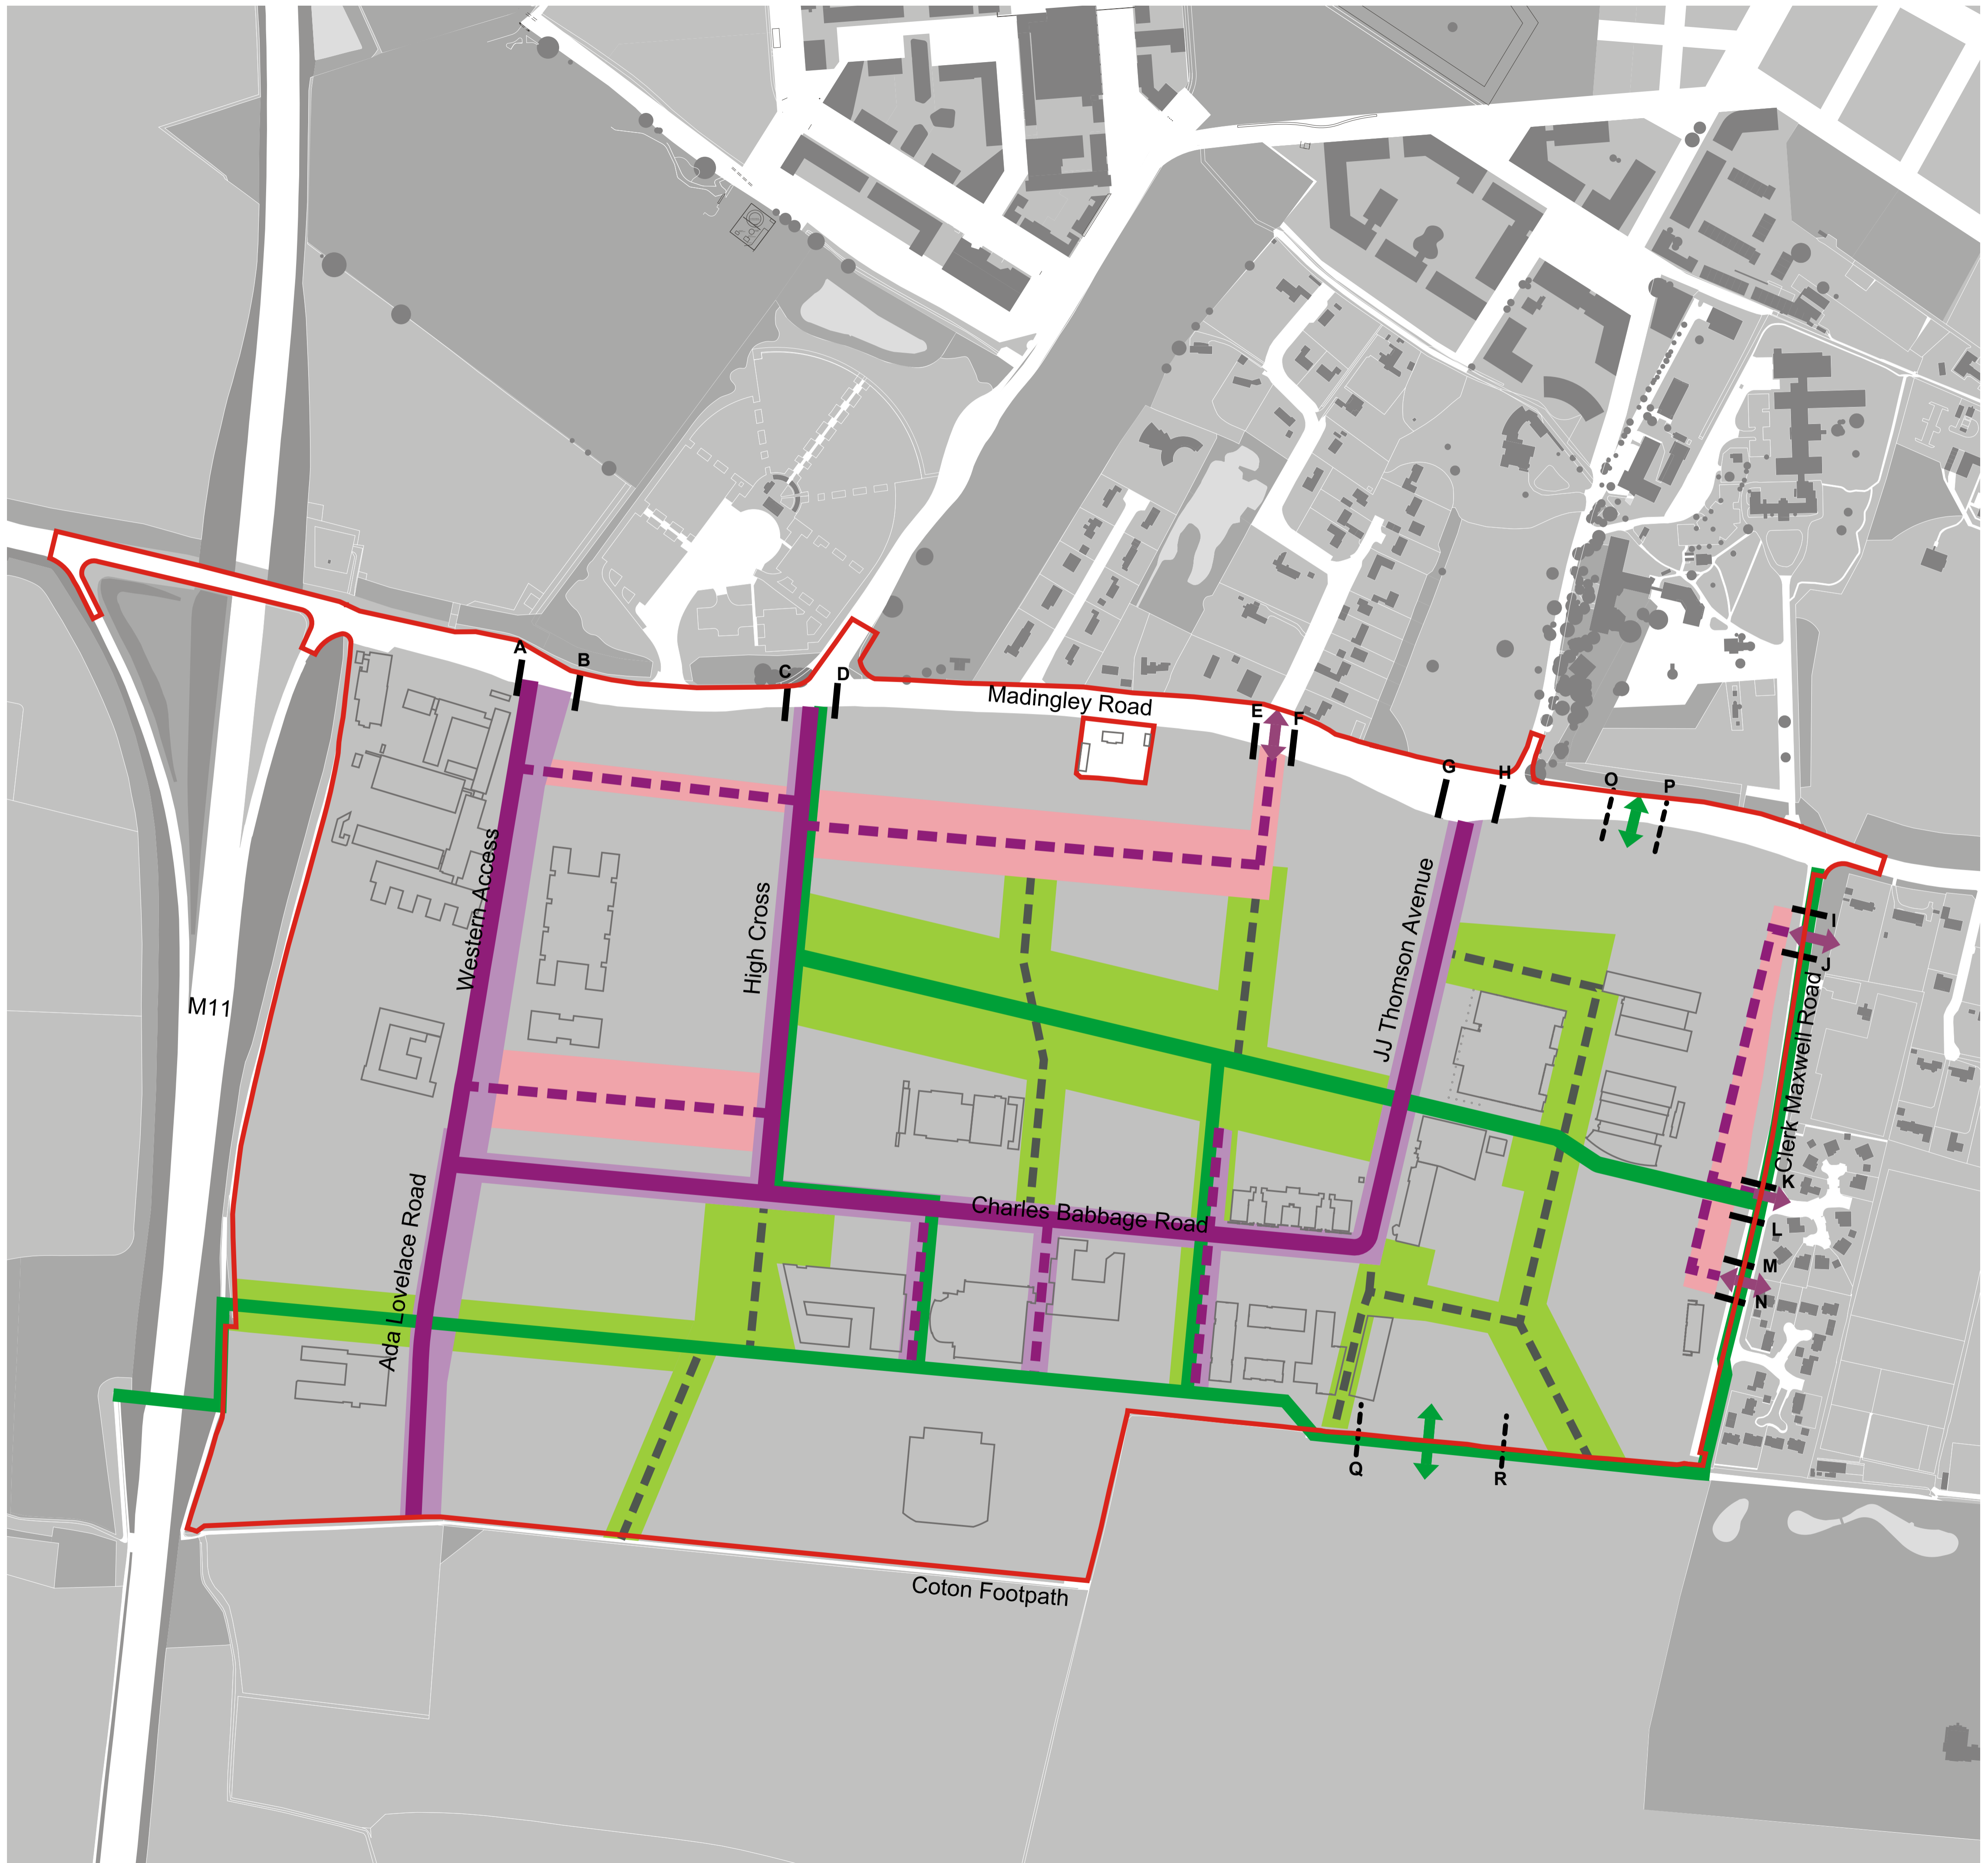 A
B
C
D
Madingley Road
E
F
G
H
O
P
Western Access
High Cross
JJ Thomson Avenue
I
J
M11
Clerk Maxwell Road
K
L
Ada Lovelace Road
Charles Babbage Road
M
N
Q
R
Coton Footpath